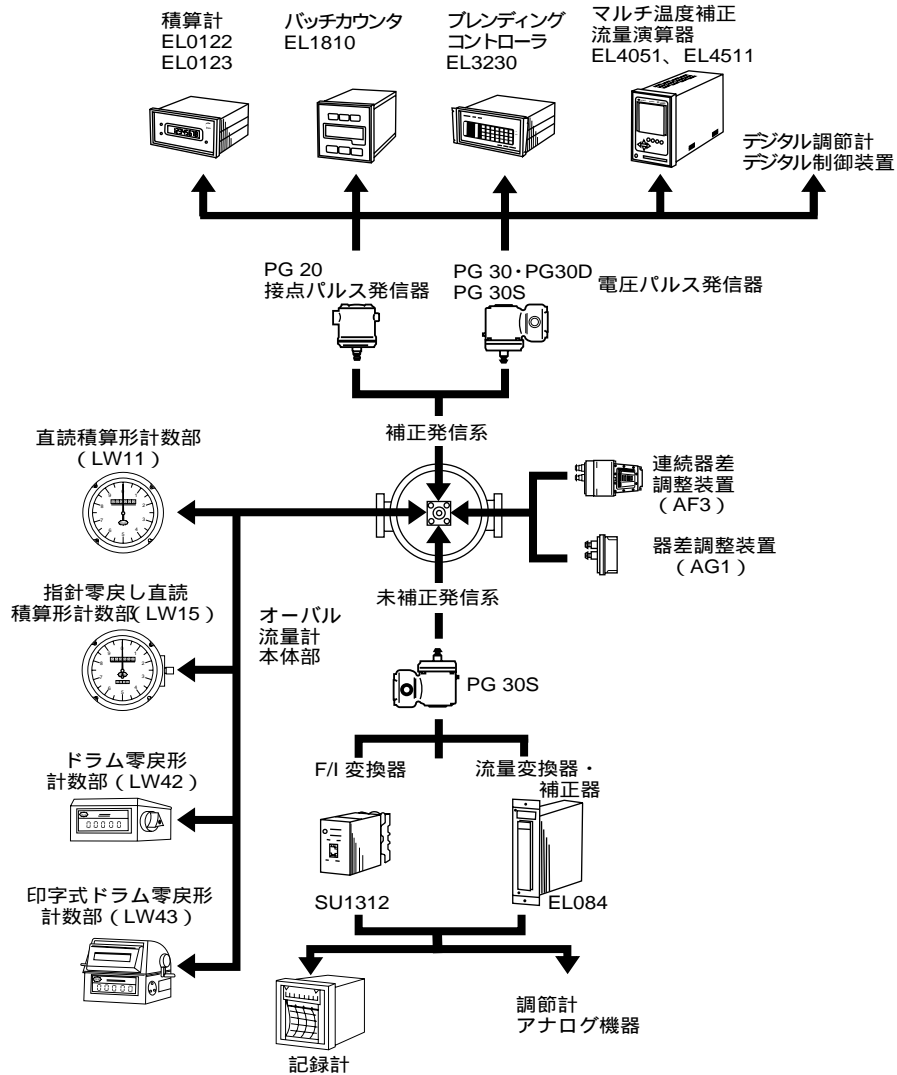 積算計
EL0122
EL0123
バッチカウンタ
EL1810
ブレンディング
コントローラ
EL3230
マルチ温度補正
流量演算器
EL4051、EL4511
デジタル調節計
デジタル制御装置
PG 20
接点パルス発信器
PG 30・PG30D
PG 30S
電圧パルス発信器
補正発信系
直読積算形計数部
（LW11）
連続器差
調整装置
（AF3）
器差調整装置
（AG1）
指針零戻し直読
積算形計数部（LW15）
オーバル
流量計
本体部
未補正発信系
PG 30S
ドラム零戻形
計数部（LW42）
F/I 変換器
流量変換器・
補正器
SU1312
EL084
印字式ドラム零戻形
計数部（LW43）
記録計
調節計
アナログ機器